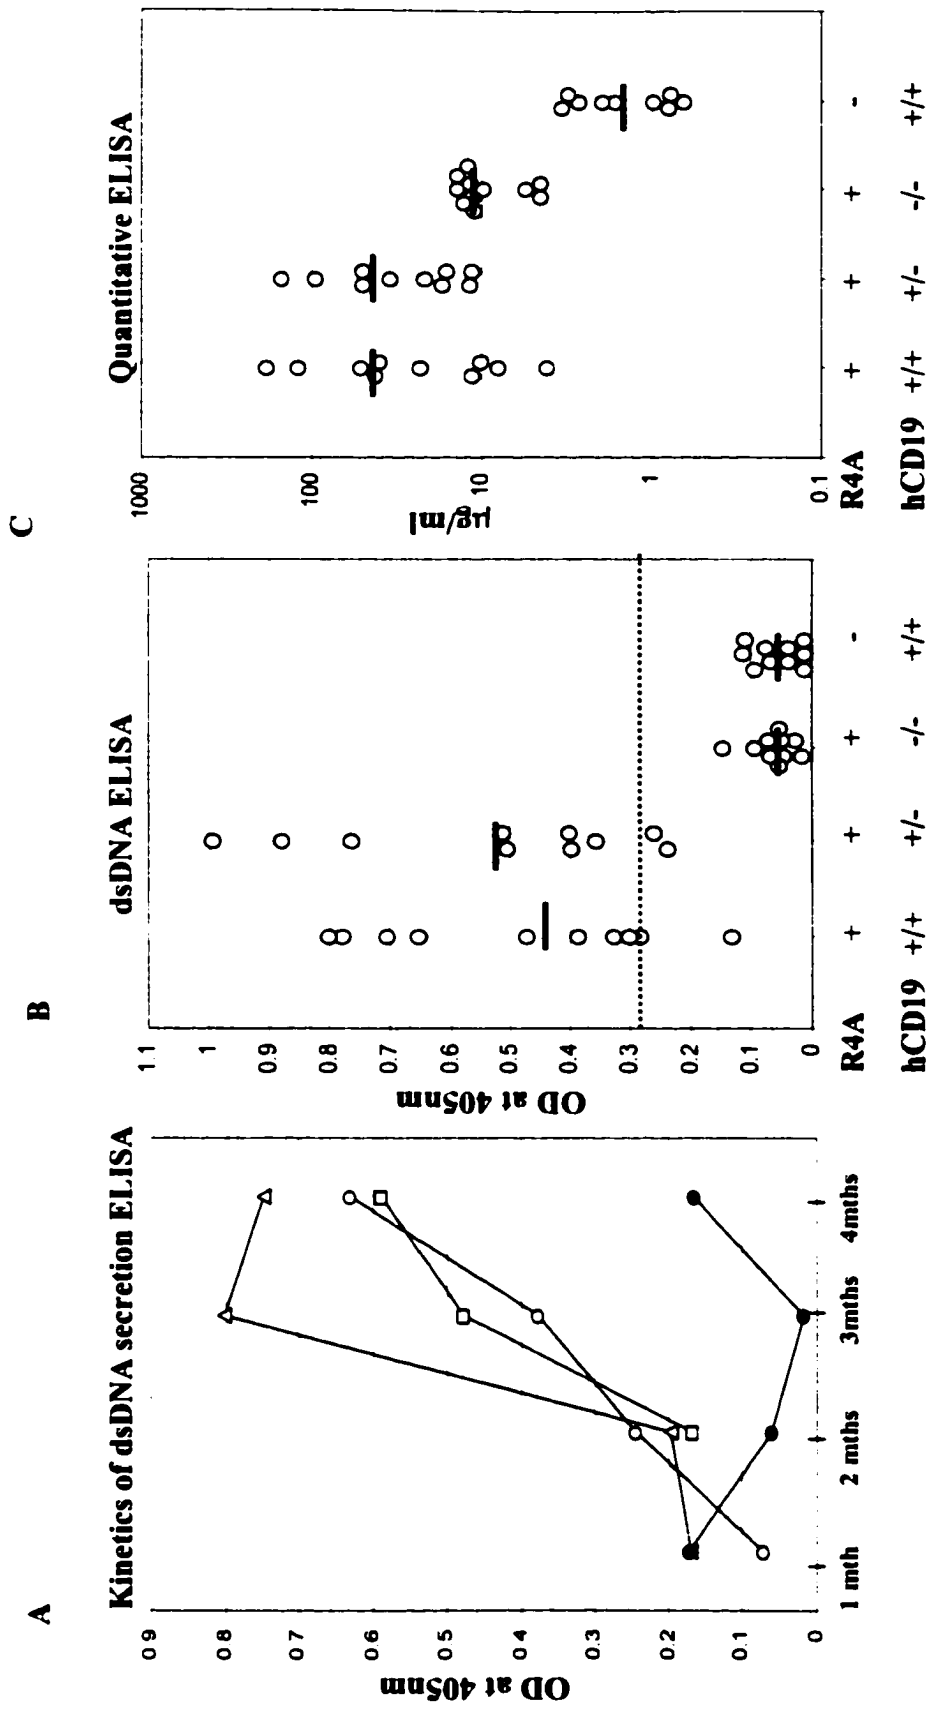 A
Kinetics of dsDNA secretion ELISA
OD at 405nm
0.9
0.8
0.7
0.6
0.5
0.4
0.3
0.2
0.1
0
1 mth
2 mths
3mths
4mths
B
dsDNA ELISA
OD at 405nm
1.1
1
0.9
0.8
0.7
0.6
0.5
0.4
0.3
0.2
0.1
0
R4A + + + -
hCD19 +/+ +/- -/- +/+
C
Quantitative ELISA
µg/ml
1000
100
10
1
0.1
R4A + + + -
hCD19 +/+ +/- -/- +/+